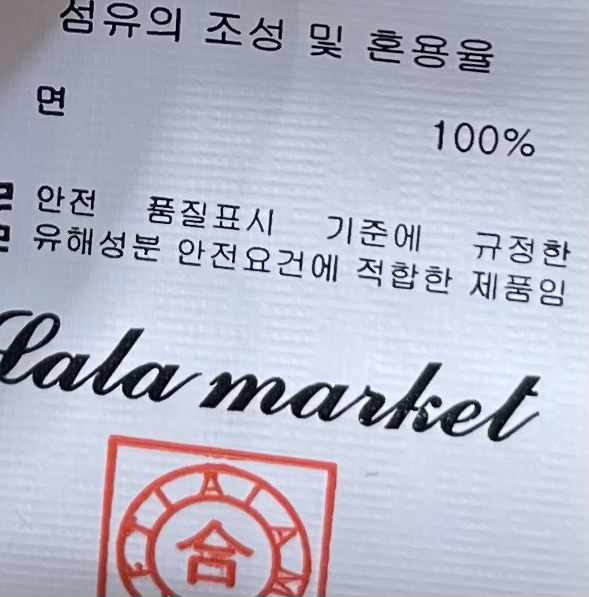 섬유의 조성 및 혼용율
면
100%
안전 품질표시 기준에 규정한
유해성분 안전요건에 적합한 제품임
Lala market
合